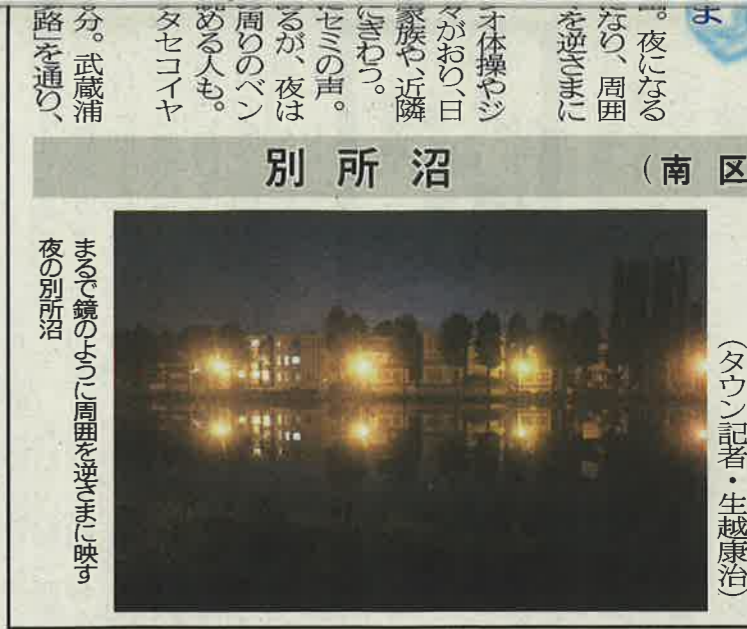 ま
。夜になる
なり、周囲
を逆さまに
オ体操やジ
々がおり、日
家族や、近隣
にぎわう。
セミの声。
るが、夜は
周りのベン
眺める人も。
タセコイヤ
分。武蔵浦
路」を通り、
別所沼 (南区
(タウン記者・生越康治)
まるで鏡のように周囲を逆さまに映す
夜の別所沼